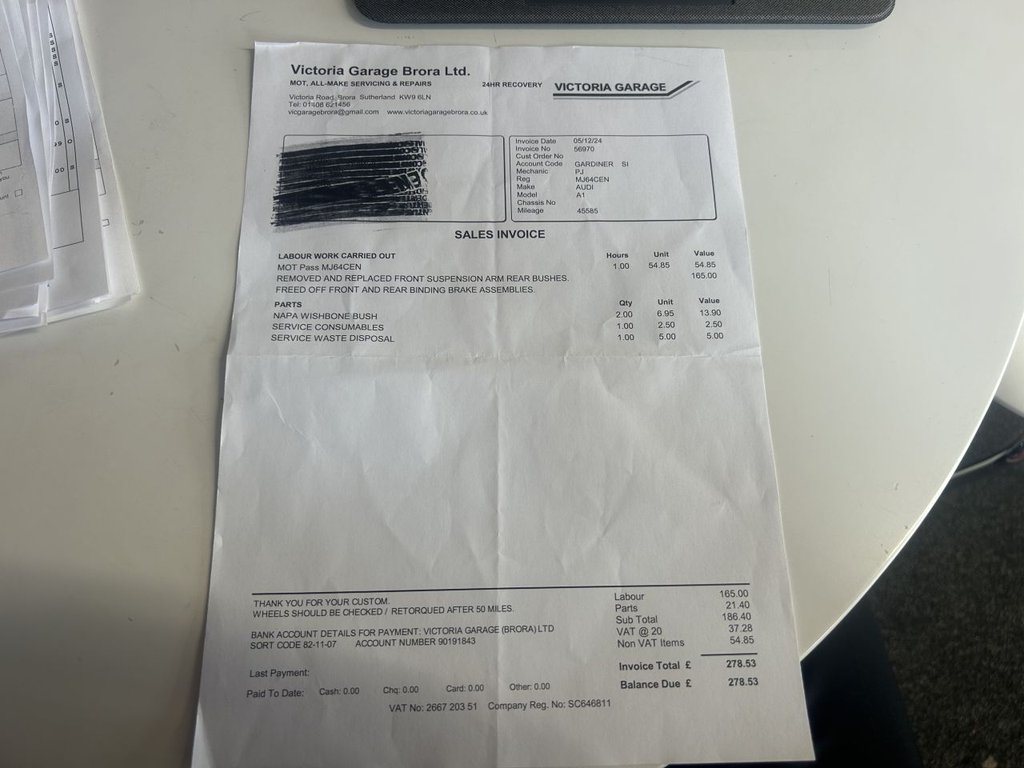 Victoria Garage Brora Ltd.
MOT, ALL-MAKE SERVICING & REPAIRS
24HR RECOVERY
VICTORIA GARAGE
Victoria Road, Brora Sutherland KW9 6LN
Tel: 01408 621456
vicgaragebrora@gmail.com www.victoriagaragebrora.co.uk
Invoice Date 05/12/24
Invoice No 56970
Cust Order No
Account Code GARDINER SI
Mechanic PJ
Reg MJ64CEN
Make AUDI
Model A1
Chassis No
Mileage 45585
SALES INVOICE
LABOUR WORK CARRIED OUT Hours Unit Value
MOT Pass MJ64CEN 1.00 54.85 54.85
REMOVED AND REPLACED FRONT SUSPENSION ARM REAR BUSHES. 165.00
FREED OFF FRONT AND REAR BINDING BRAKE ASSEMBLIES.
PARTS Qty Unit Value
NAPA WISHBONE BUSH 2.00 6.95 13.90
SERVICE CONSUMABLES 1.00 2.50 2.50
SERVICE WASTE DISPOSAL 1.00 5.00 5.00
THANK YOU FOR YOUR CUSTOM.
WHEELS SHOULD BE CHECKED / RETORQUED AFTER 50 MILES.
BANK ACCOUNT DETAILS FOR PAYMENT: VICTORIA GARAGE (BRORA) LTD
SORT CODE 82-11-07 ACCOUNT NUMBER 90191843
Labour 165.00
Parts 21.40
Sub Total 186.40
VAT @ 20 37.28
Non VAT Items 54.85
Invoice Total £ 278.53
Balance Due £ 278.53
Last Payment:
Paid To Date: Cash: 0.00 Chq: 0.00 Card: 0.00 Other: 0.00
VAT No: 2667 203 51 Company Reg. No: SC646811